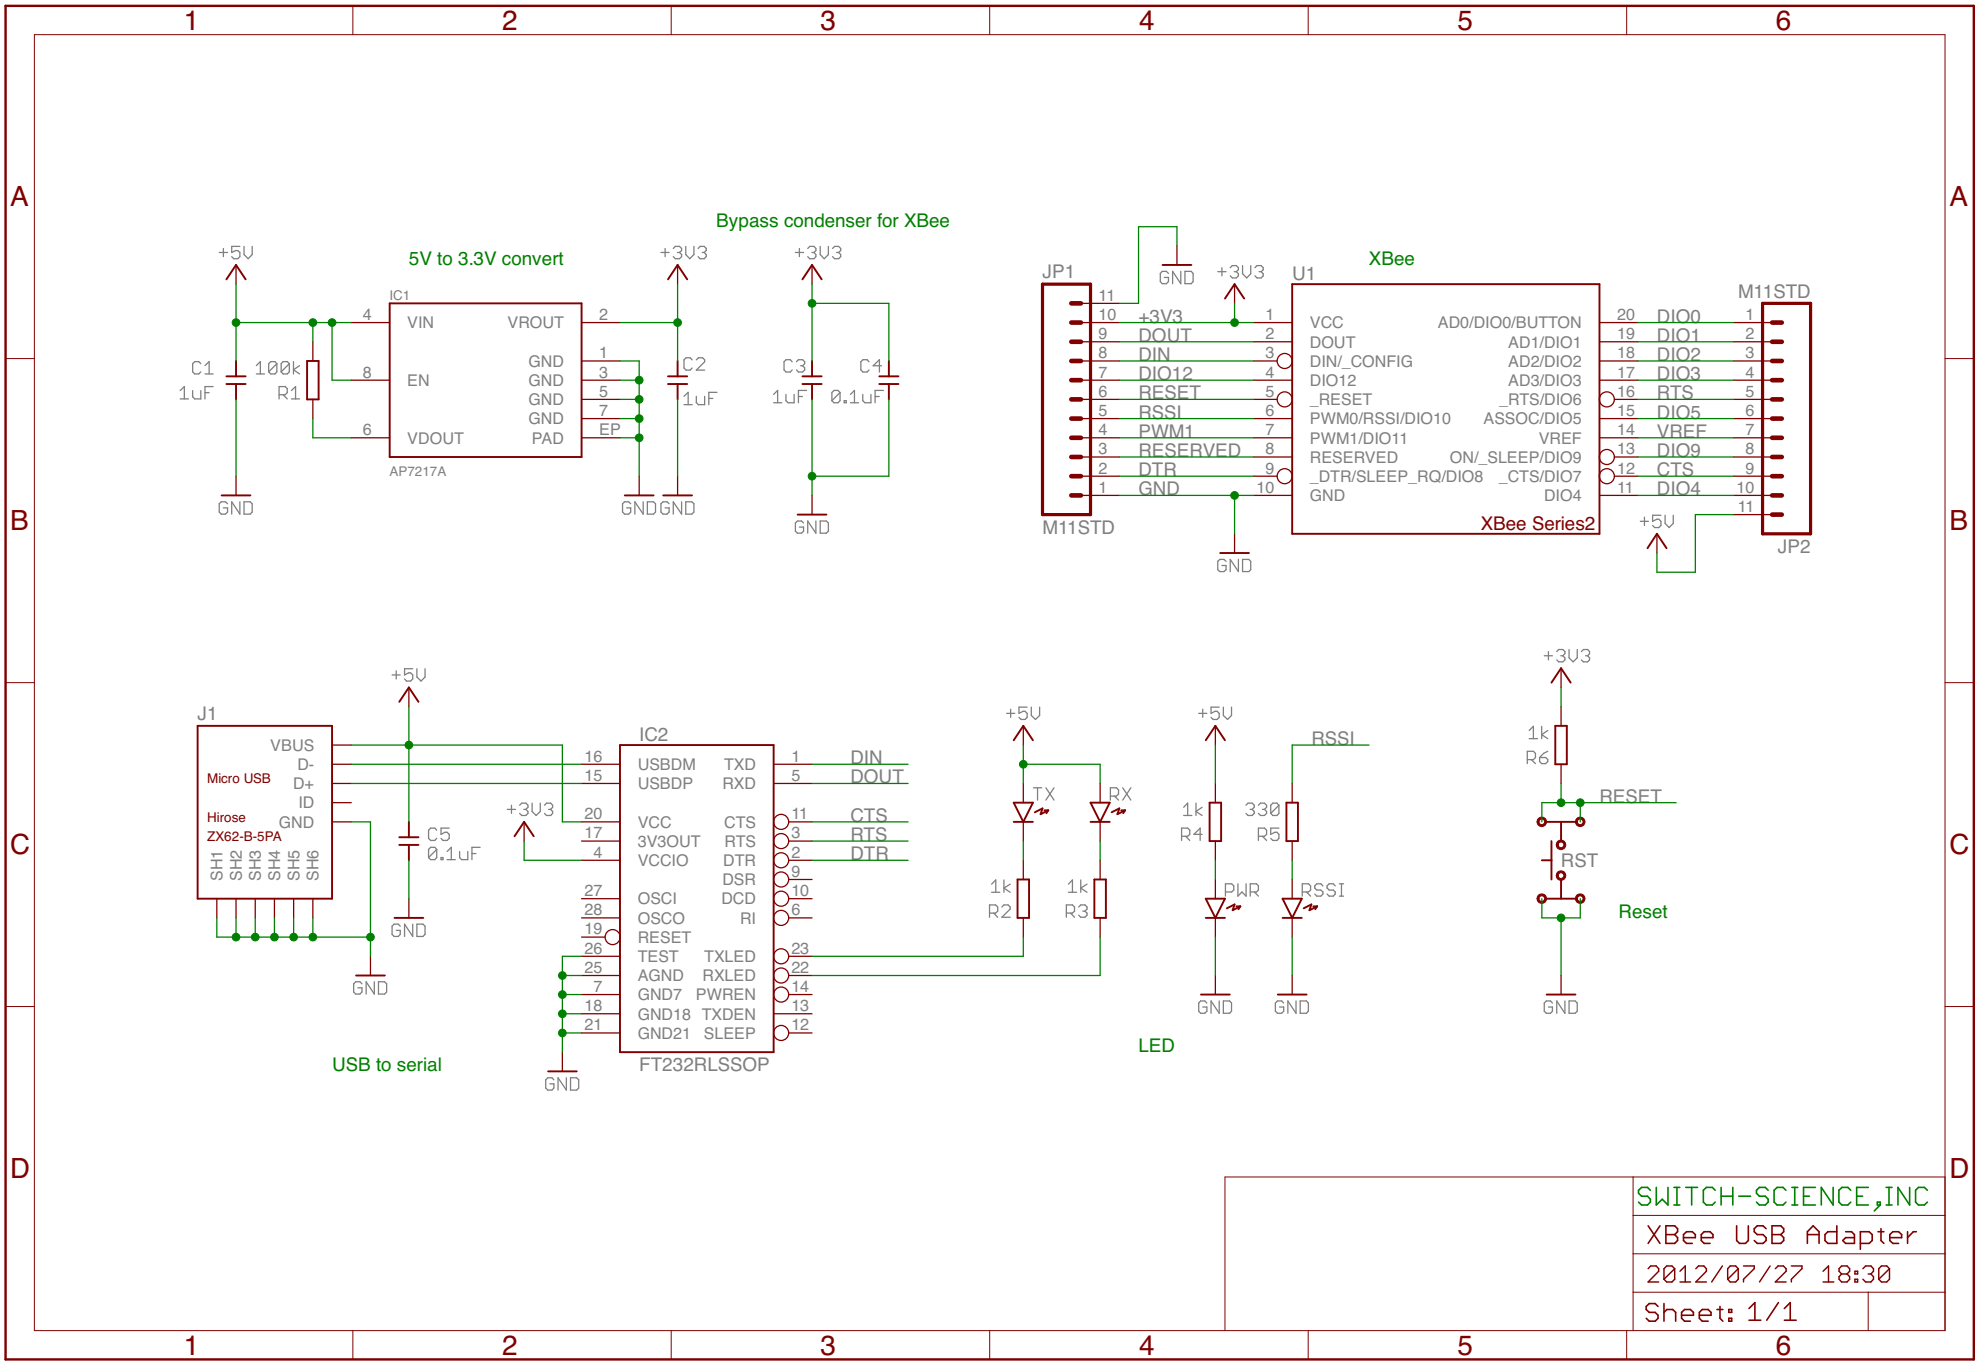 1 2 3 4 5 6
A A
Bypass condenser for XBee
+5V 5V to 3.3V convert +3V3 +3V3
IC1
4 VIN VROUT 2
1 GND
8 EN GND 3
GND 5
GND 7
6 VDOUT PAD EP
AP7217A
C1 1uF
100k R1
C2 1uF
C3 1uF
C4 0.1uF
GND GND GND GND
XBee
JP1 GND +3V3 U1 M11STD
11
10 +3V3 1 VCC AD0/DIO0/BUTTON 20 DIO0 1
9 DOUT 2 DOUT AD1/DIO1 19 DIO1 2
8 DIN 3 DIN/_CONFIG AD2/DIO2 18 DIO2 3
7 DIO12 4 DIO12 AD3/DIO3 17 DIO3 4
6 RESET 5 _RESET _RTS/DIO6 16 RTS 5
5 RSSI 6 PWM0/RSSI/DIO10 ASSOC/DIO5 15 DIO5 6
4 PWM1 7 PWM1/DIO11 VREF 14 VREF 7
3 RESERVED 8 RESERVED ON/_SLEEP/DIO9 13 DIO9 8
2 DTR 9 _DTR/SLEEP_RQ/DIO8 _CTS/DIO7 12 CTS 9
1 GND 10 GND DIO4 11 DIO4 10
11
M11STD XBee Series2 +5V JP2
GND
B B
+5V
J1
VBUS
D-
Micro USB
D+
ID
Hirose
GND
ZX62-B-5PA
SH1 SH2 SH3 SH4 SH5 SH6
C5
0.1uF
GND
GND
+3V3
IC2
16 USBDM TXD 1 DIN
15 USBDP RXD 5 DOUT
20 VCC CTS 11 CTS
17 3V3OUT RTS 3 RTS
4 VCCIO DTR 2 DTR
DSR 9
27 OSCI DCD 10
28 OSCO RI 6
19 RESET
26 TEST TXLED 23
25 AGND RXLED 22
7 GND7 PWREN 14
18 GND18 TXDEN 13
21 GND21 SLEEP 12
FT232RLSSOP
GND
USB to serial
+5V
TX RX
1k R2
1k R3
+5V
1k R4
PWR
GND
RSSI
330 R5
RSSI
GND
LED
+3V3
1k
R6
RESET
RST
Reset
GND
C C
D D
SWITCH-SCIENCE,INC
XBee USB Adapter
2012/07/27 18:30
Sheet: 1/1
1 2 3 4 5 6